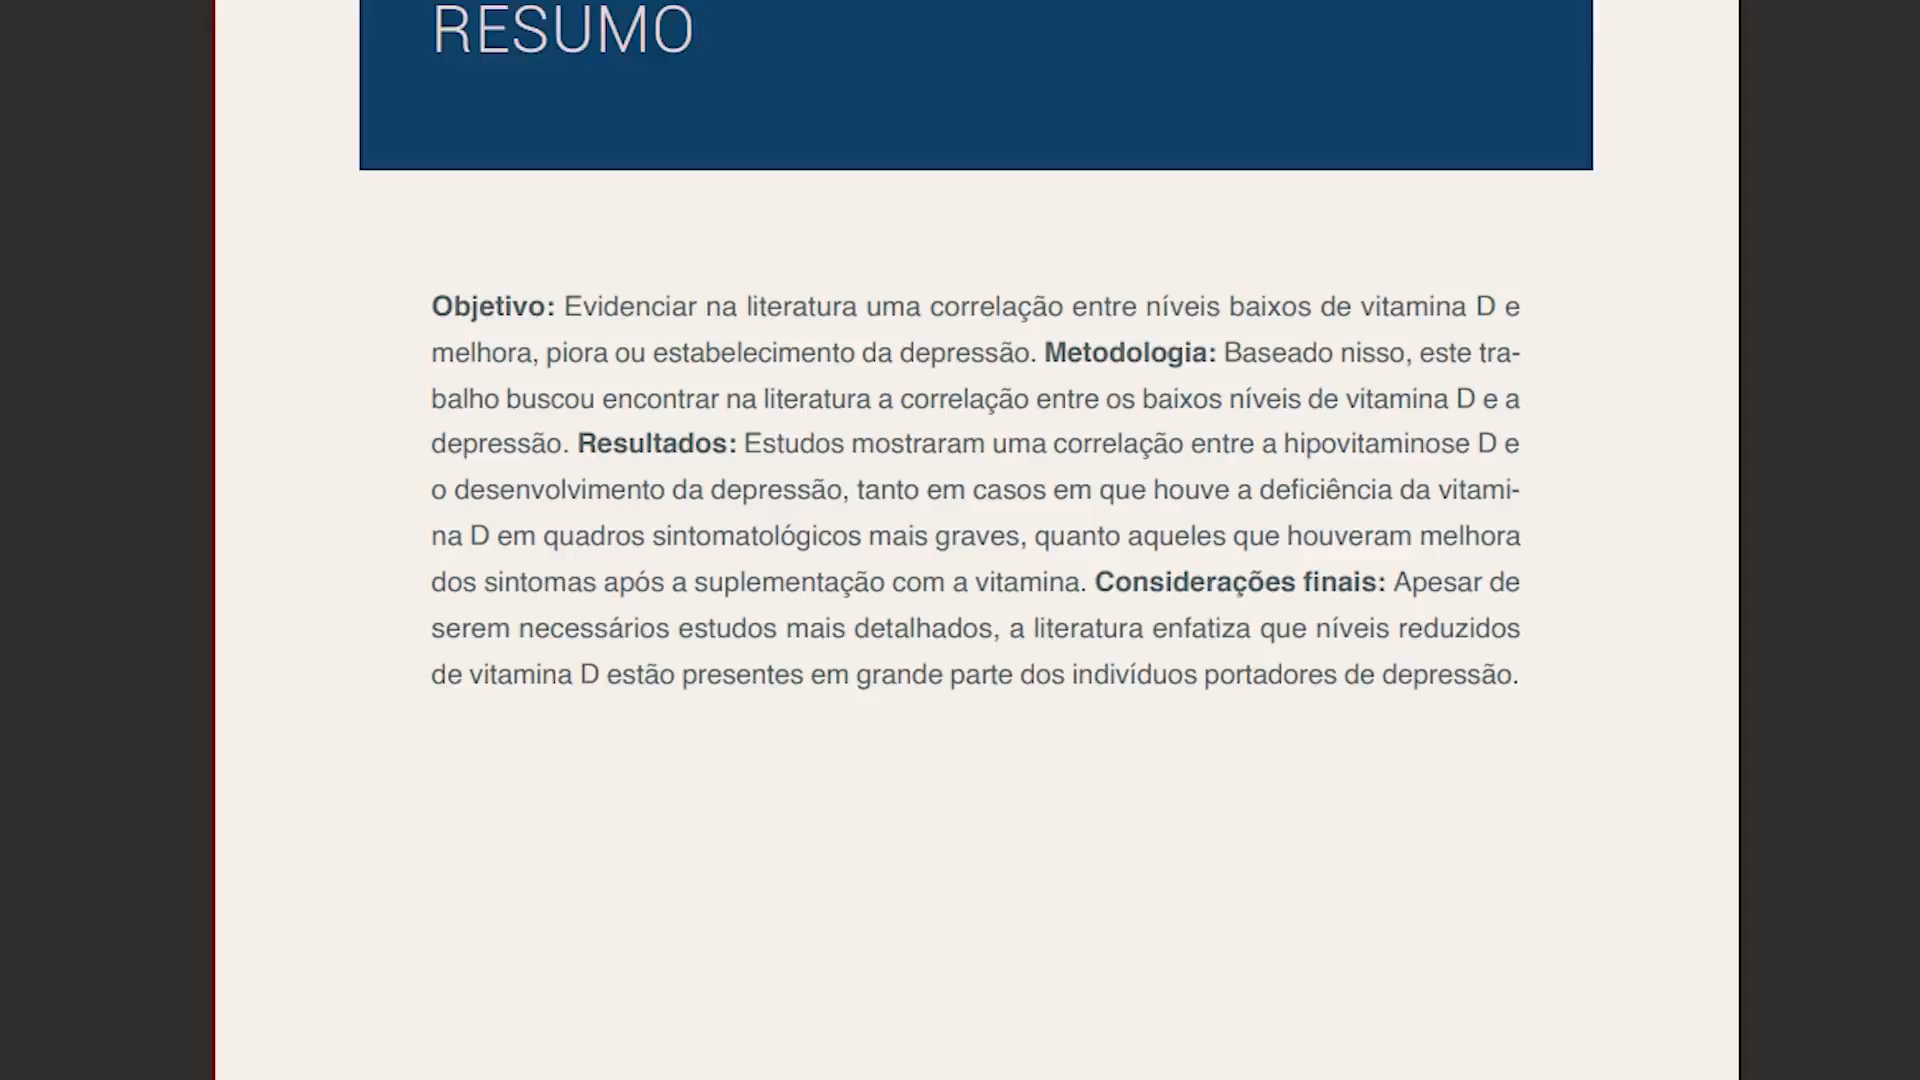 RESUMO
Objetivo: Evidenciar na literatura uma correlação entre níveis baixos de vitamina D e
melhora, piora ou estabelecimento da depressão. Metodologia: Baseado nisso, este tra-
balho buscou encontrar na literatura a correlação entre os baixos níveis de vitamina D e a
depressão. Resultados: Estudos mostraram uma correlação entre a hipovitaminose D e
o desenvolvimento da depressão, tanto em casos em que houve a deficiência da vitami-
na D em quadros sintomatológicos mais graves, quanto aqueles que houveram melhora
dos sintomas após a suplementação com a vitamina. Considerações finais: Apesar de
serem necessários estudos mais detalhados, a literatura enfatiza que níveis reduzidos
de vitamina D estão presentes em grande parte dos indivíduos portadores de depressão.